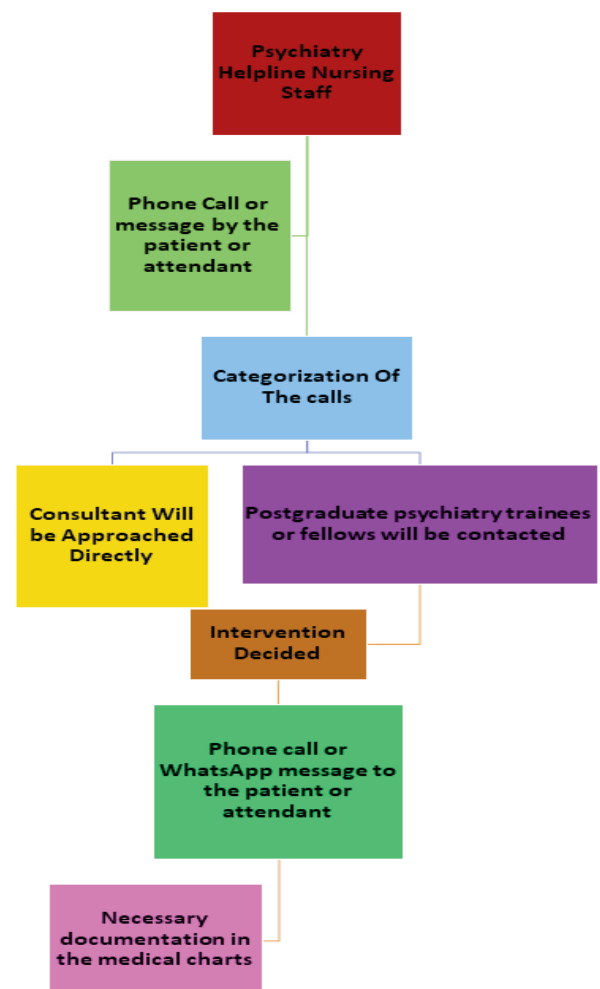 Psychiatry
Helpline Nursing
Staff
Phone Call or
message by the
patient or
attendant
Categorization Of
The calls
Consultant Will
be Approached
Directly
Postgraduate psychiatry trainees
or fellows will be contacted
Intervention
Decided
Phone call or
WhatsApp message to
the patient or
attendant
Necessary
documentation in
the medical charts